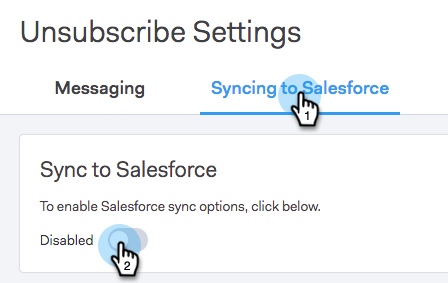 Unsubscribe Settings
Messaging Syncing to Salesforce
1
Sync to Salesforce
To enable Salesforce sync options, click below.
Disabled
2